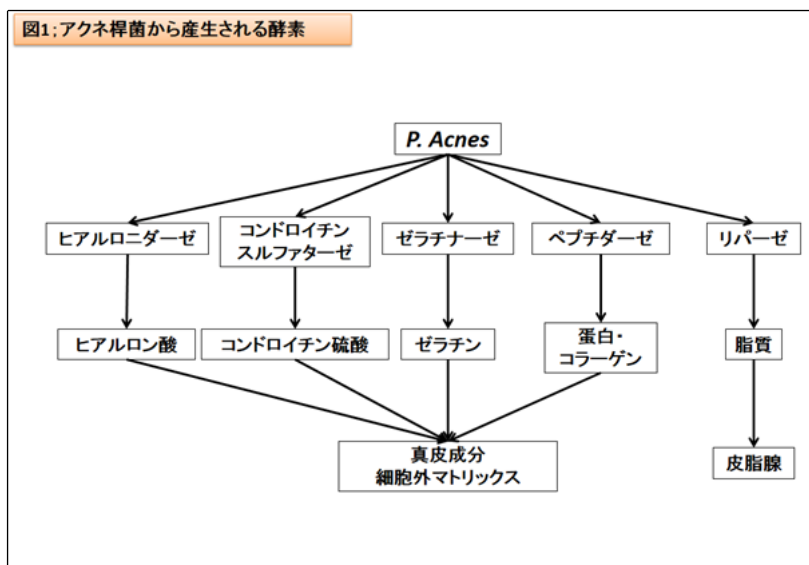 図1;アクネ桿菌から産生される酵素
P. Acnes
ヒアルロニダーゼ
コンドロイチン
スルファターゼ
ゼラチナーゼ
ペプチダーゼ
リパーゼ
ヒアルロン酸
コンドロイチン硫酸
ゼラチン
蛋白・
コラーゲン
脂質
真皮成分
細胞外マトリックス
皮脂腺